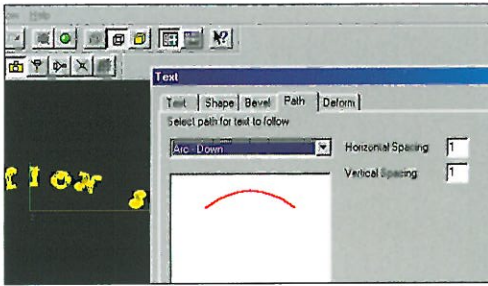 Help
Text
Text Shape Bevel Path Deform
Select path for text to follow
Arc - Down
Horizontal Spacing: 1
Vertical Spacing: 1